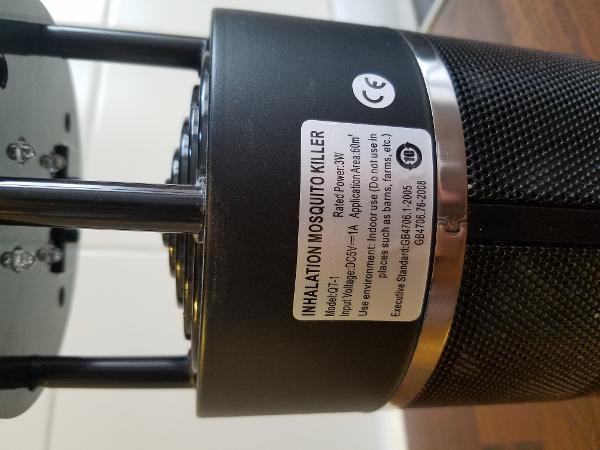 INHALATION MOSQUITO KILLER
Model:QT-1 Rated Power:3W
Input Voltage:DC5V⎓1A Application Area:60m²
Use environment: Indoor use (Do not use in
places such as barns, farms, etc.)
Executive Standard:GB4706.1-2005
GB4706.76-2008
10
CE